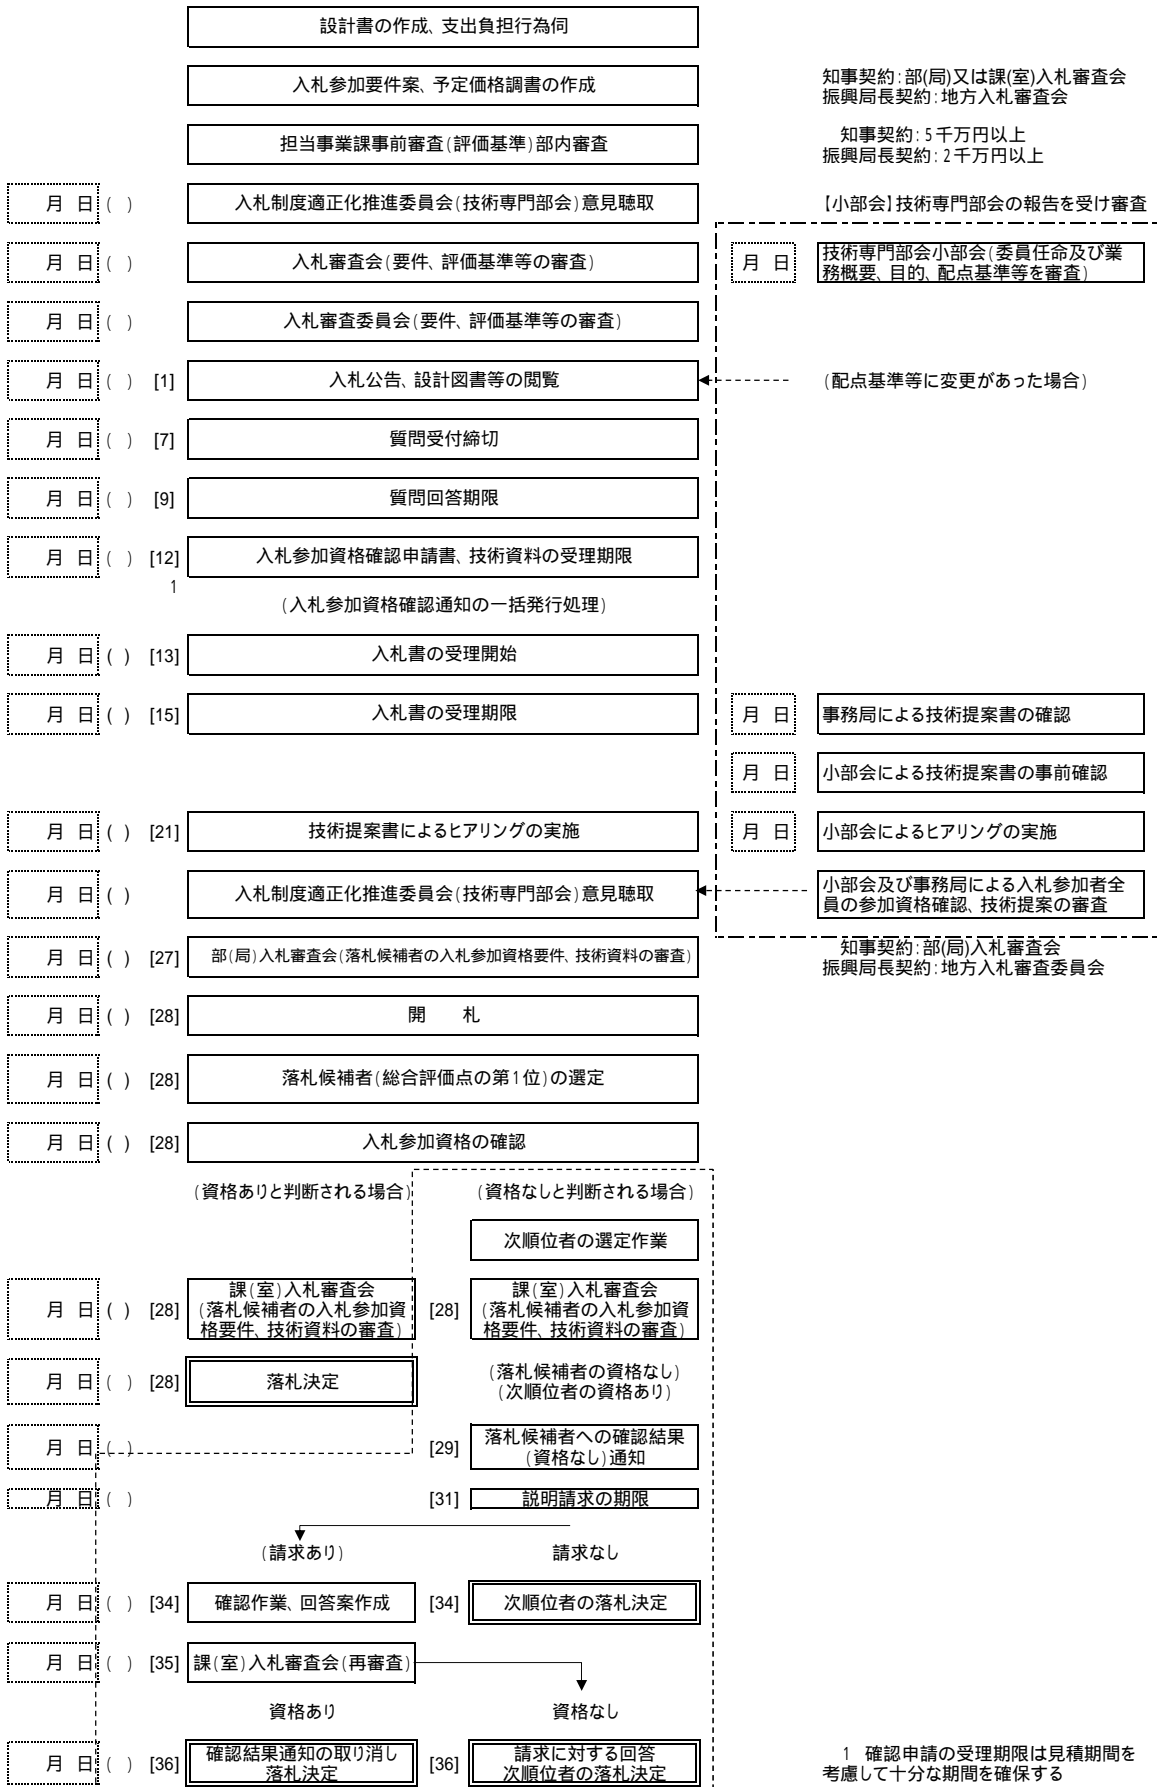 設計書の作成、支出負担行為伺
入札参加要件案、予定価格調書の作成
知事契約:部(局)又は課(室)入札審査会
振興局長契約:地方入札審査会
担当事業課事前審査(評価基準)部内審査
知事契約:5千万円以上
振興局長契約:2千万円以上
月 日 ( ) 入札制度適正化推進委員会(技術専門部会)意見聴取
【小部会】技術専門部会の報告を受け審査
月 日 ( ) 入札審査会(要件、評価基準等の審査)
月 日 技術専門部会小部会(委員任命及び業
務概要、目的、配点基準等を審査)
月 日 ( ) 入札審査委員会(要件、評価基準等の審査)
月 日 ( ) [1] 入札公告、設計図書等の閲覧
(配点基準等に変更があった場合)
月 日 ( ) [7] 質問受付締切
月 日 ( ) [9] 質問回答期限
月 日 ( ) [12] 入札参加資格確認申請書、技術資料の受理期限
1
(入札参加資格確認通知の一括発行処理)
月 日 ( ) [13] 入札書の受理開始
月 日 ( ) [15] 入札書の受理期限
月 日 事務局による技術提案書の確認
月 日 小部会による技術提案書の事前確認
月 日 ( ) [21] 技術提案書によるヒアリングの実施
月 日 小部会によるヒアリングの実施
月 日 ( ) 入札制度適正化推進委員会(技術専門部会)意見聴取
小部会及び事務局による入札参加者全
員の参加資格確認、技術提案の審査
月 日 ( ) [27] 部(局)入札審査会(落札候補者の入札参加資格要件、技術資料の審査)
知事契約:部(局)入札審査会
振興局長契約:地方入札審査委員会
月 日 ( ) [28] 開 札
月 日 ( ) [28] 落札候補者(総合評価点の第1位)の選定
月 日 ( ) [28] 入札参加資格の確認
(資格ありと判断される場合) (資格なしと判断される場合)
次順位者の選定作業
月 日 ( ) [28] 課(室)入札審査会
(落札候補者の入札参加資
格要件、技術資料の審査)
[28] 課(室)入札審査会
(落札候補者の入札参加資
格要件、技術資料の審査)
月 日 ( ) [28] 落札決定
(落札候補者の資格なし)
(次順位者の資格あり)
月 日 ( ) [29] 落札候補者への確認結果
(資格なし)通知
月 日 ( ) [31] 説明請求の期限
(請求あり) 請求なし
月 日 ( ) [34] 確認作業、回答案作成 [34] 次順位者の落札決定
月 日 ( ) [35] 課(室)入札審査会(再審査)
資格あり 資格なし
月 日 ( ) [36] 確認結果通知の取り消し
落札決定
[36] 請求に対する回答
次順位者の落札決定
1 確認申請の受理期限は見積期間を
考慮して十分な期間を確保する